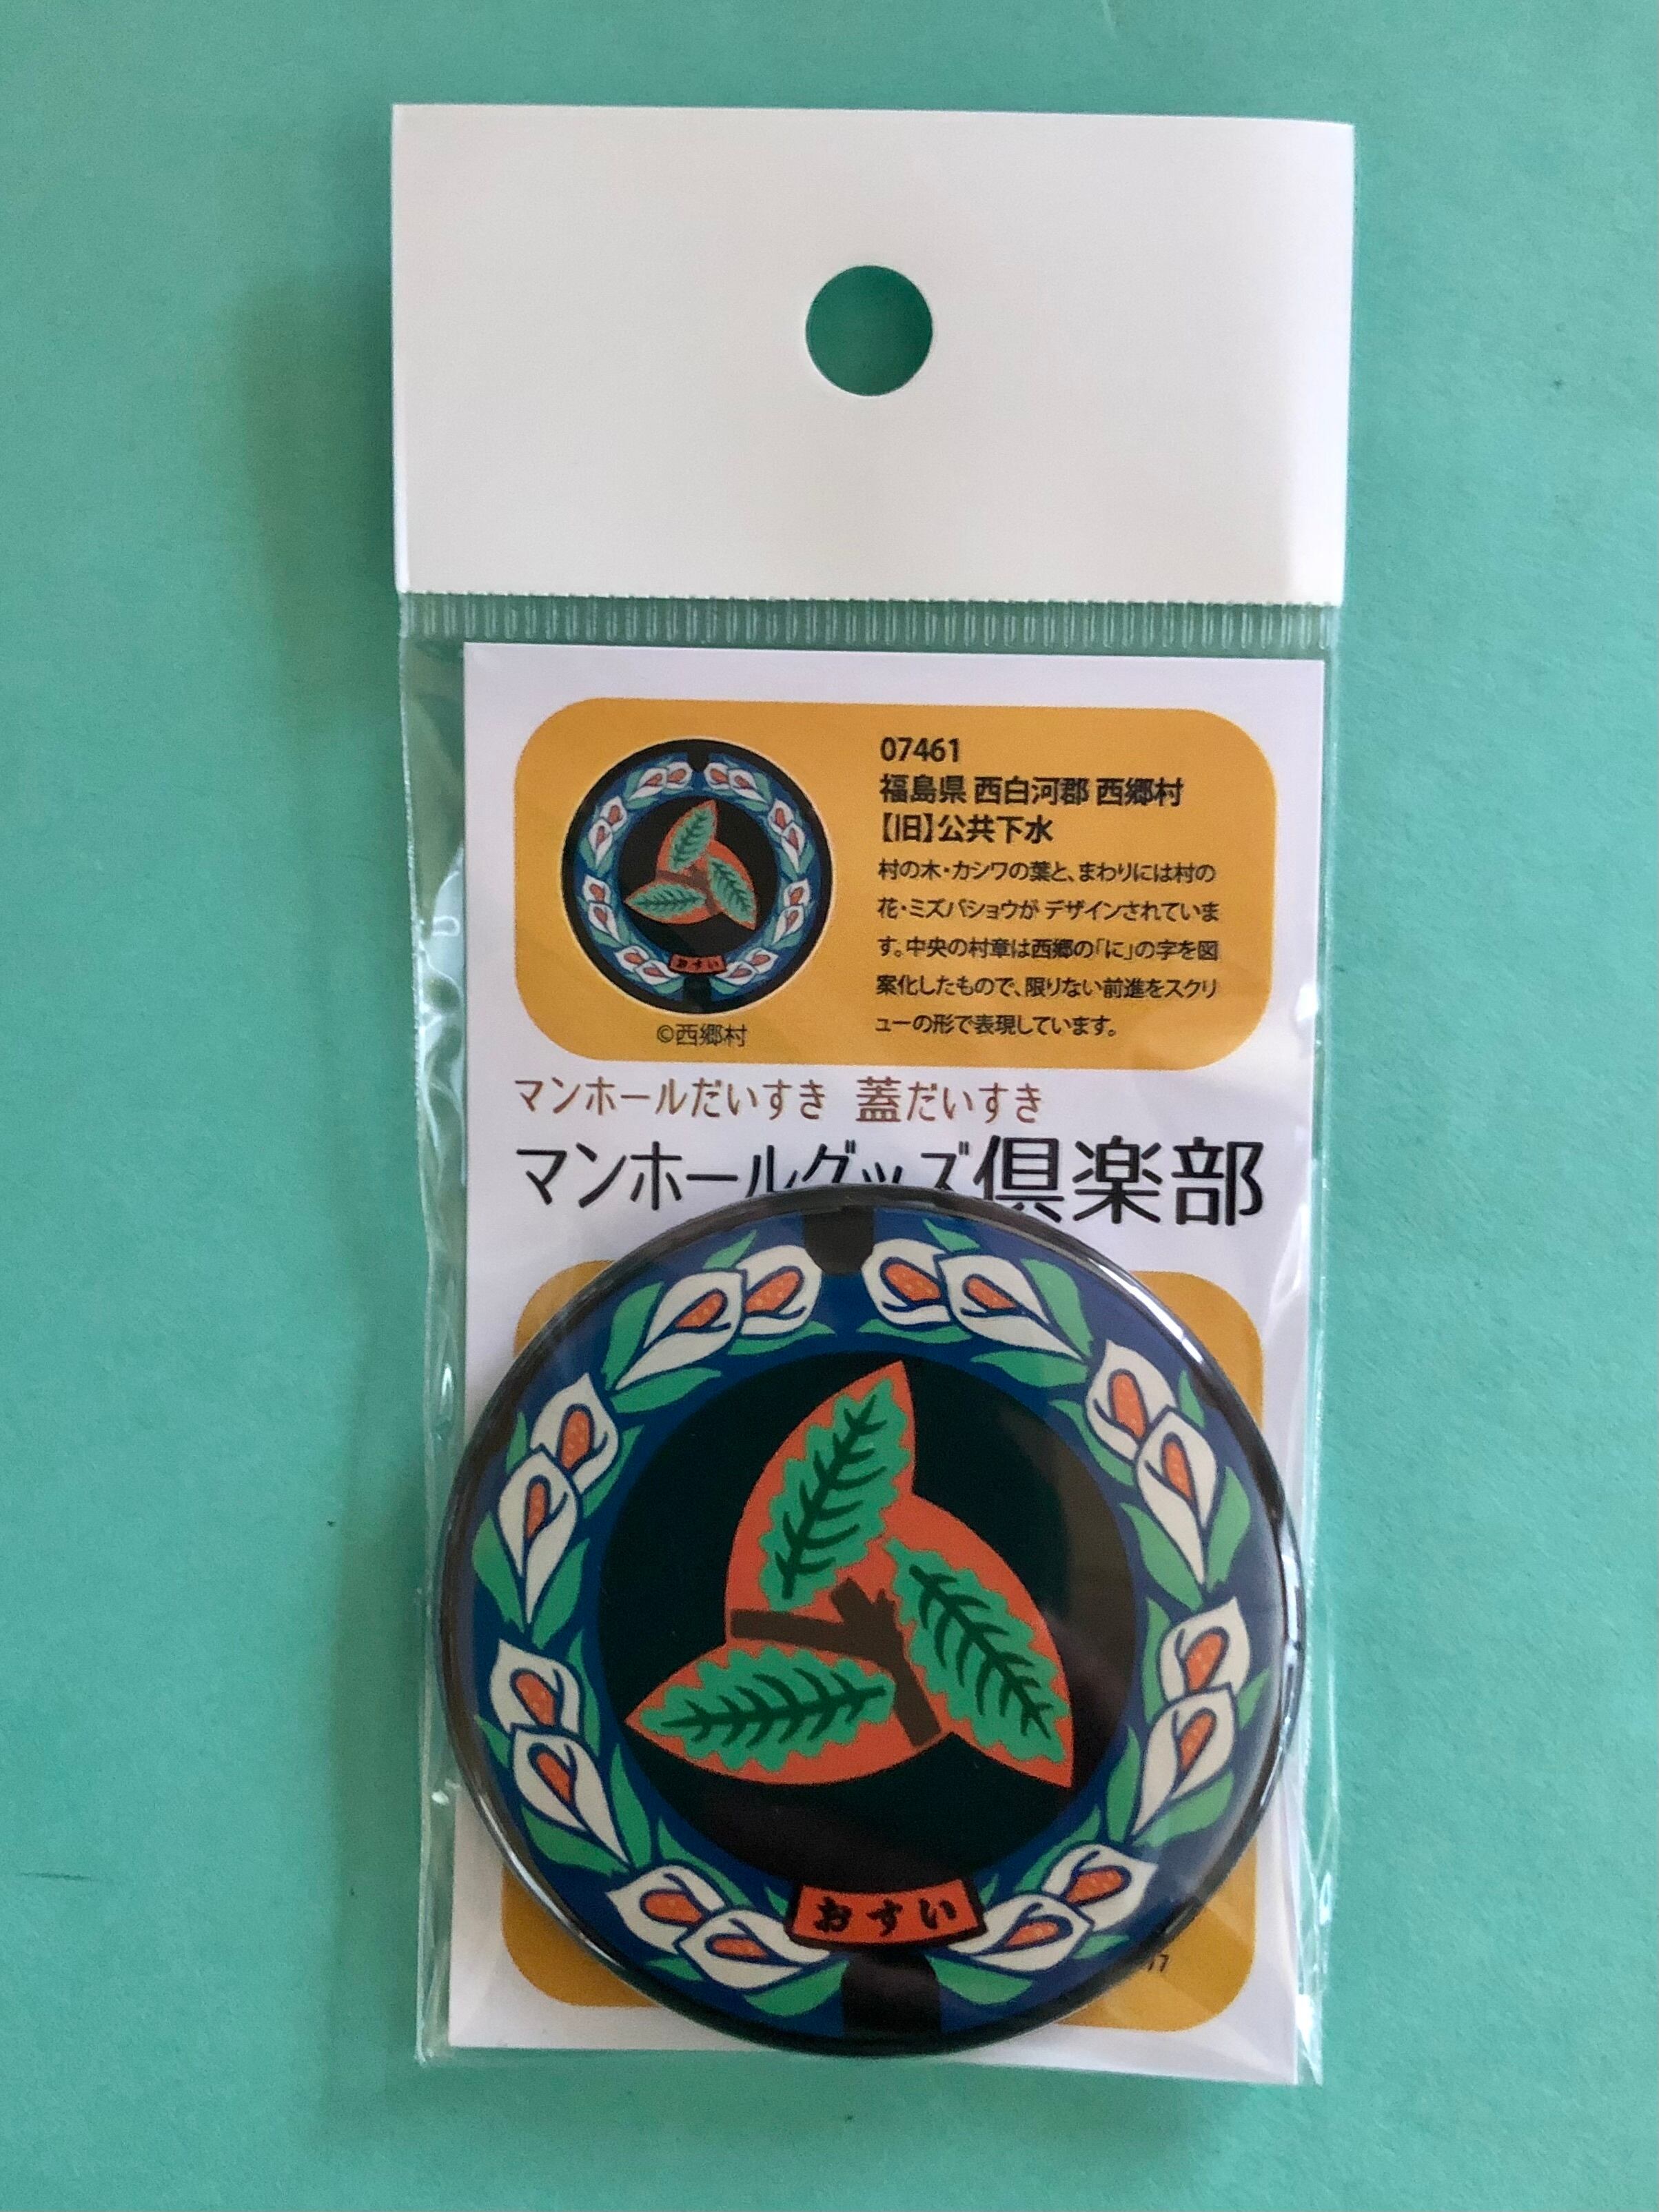 07461
福島県 西白河郡 西郷村
【旧】公共下水
村の木・カシワの葉と、まわりには村の
花・ミズバショウが デザインされていま
す。中央の村章は西郷の「に」の字を図
案化したもので、限りない前進をスクリ
ューの形で表現しています。
おすい
©西郷村
マンホールだいすき 蓋だいすき
マンホールグッズ倶楽部
おすい